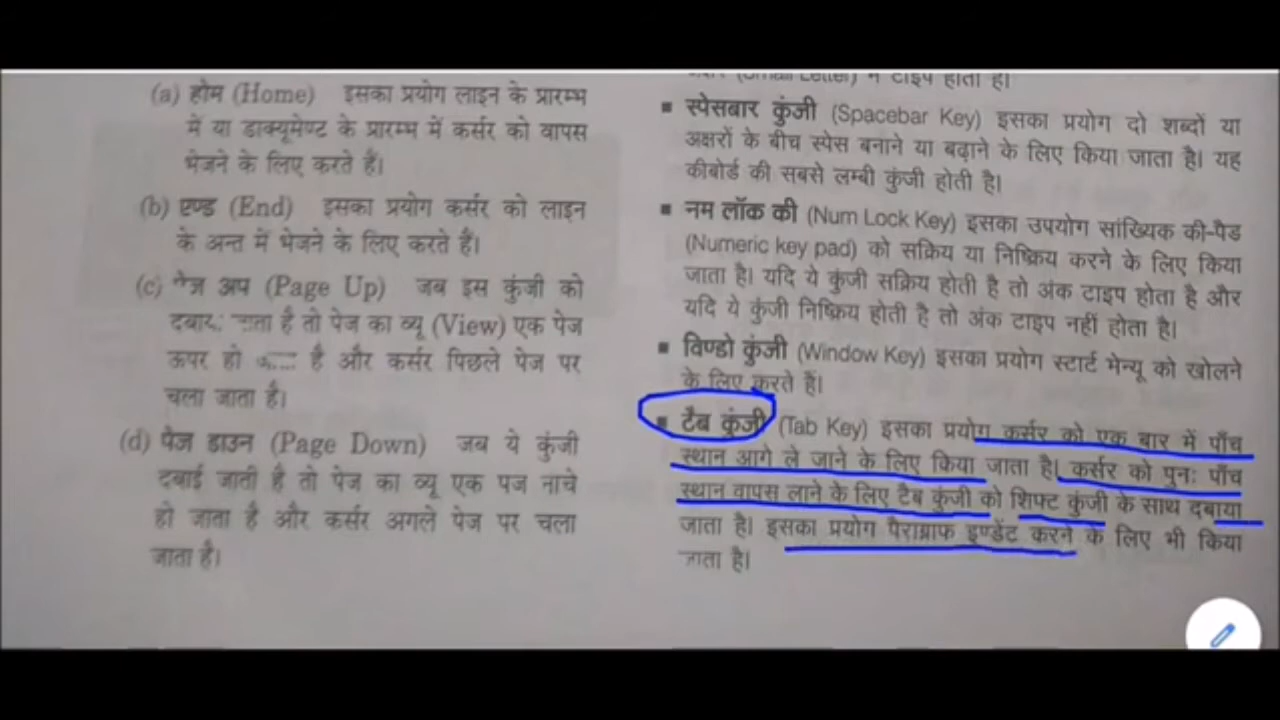 (a) होम (Home) इसका प्रयोग लाइन के प्रारम्भ
में या डाक्यूमेण्ट के प्रारम्भ में कर्सर को वापस
भेजने के लिए करते हैं।
(b) एण्ड (End) इसका प्रयोग कर्सर को लाइन
के अन्त में भेजने के लिए करते हैं।
(c) पेज अप (Page Up) जब इस कुंजी को
है तो पेज का व्यू (View) एक पेज
ऊपर हो है और कर्सर पिछले पेज पर
चला जाता है।
(d) पेज डाउन (Page Down) जब ये कुंजी
दबाई जाती है तो पेज का व्यू एक पज नाचे
हो जाता है और कर्सर अगले पेज पर चला
जाता है।
(Small Letter) में टाइप होता है।
▪ स्पेसबार कुंजी (Spacebar Key) इसका प्रयोग दो शब्दों या
अक्षरों के बीच स्पेस बनाने या बढ़ाने के लिए किया जाता है। यह
कीबोर्ड की सबसे लम्बी कुंजी होती है।
▪ नम लॉक की (Num Lock Key) इसका उपयोग सांख्यिक की-पैड
(Numeric key pad) को सक्रिय या निष्क्रिय करने के लिए किया
जाता है। यदि ये कुंजी सक्रिय होती है तो अंक टाइप होता है और
यदि ये कुंजी निष्क्रिय होती है तो अंक टाइप नहीं होता है।
▪ विण्डो कुंजी (Window Key) इसका प्रयोग स्टार्ट मेन्यू को खोलने
के लिए करते हैं।
▪ टैब कुंजी (Tab Key) इसका प्रयोग कर्सर को एक बार में पाँच
स्थान आगे ले जाने के लिए किया जाता है। कर्सर को पुनः पाँच
स्थान वापस लाने के लिए टैब कुंजी को शिफ्ट कुंजी के साथ दबाया
जाता है। इसका प्रयोग पैराग्राफ इण्डेंट करने के लिए भी किया
जाता है।